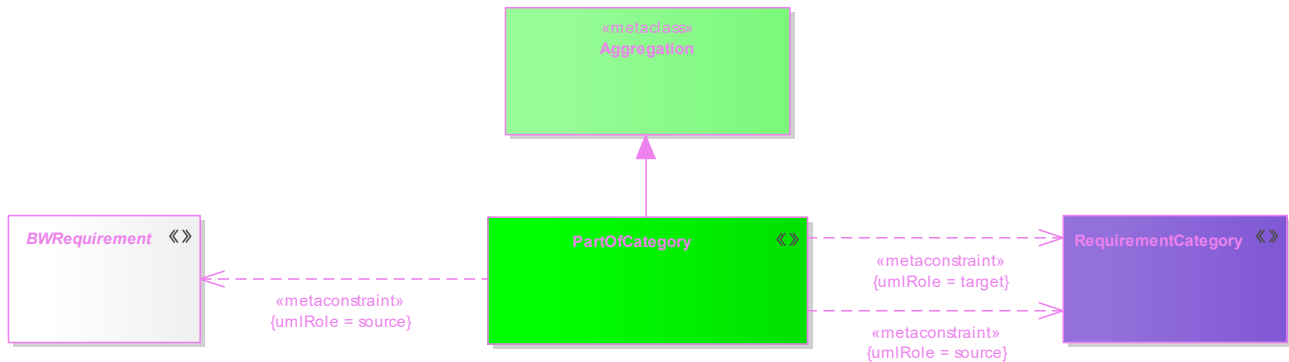 «metaclass»
Aggregation
BWRequirement
PartOfCategory
RequirementCategory
«metaconstraint»
{umlRole = target}
«metaconstraint»
{umlRole = source}
«metaconstraint»
{umlRole = source}